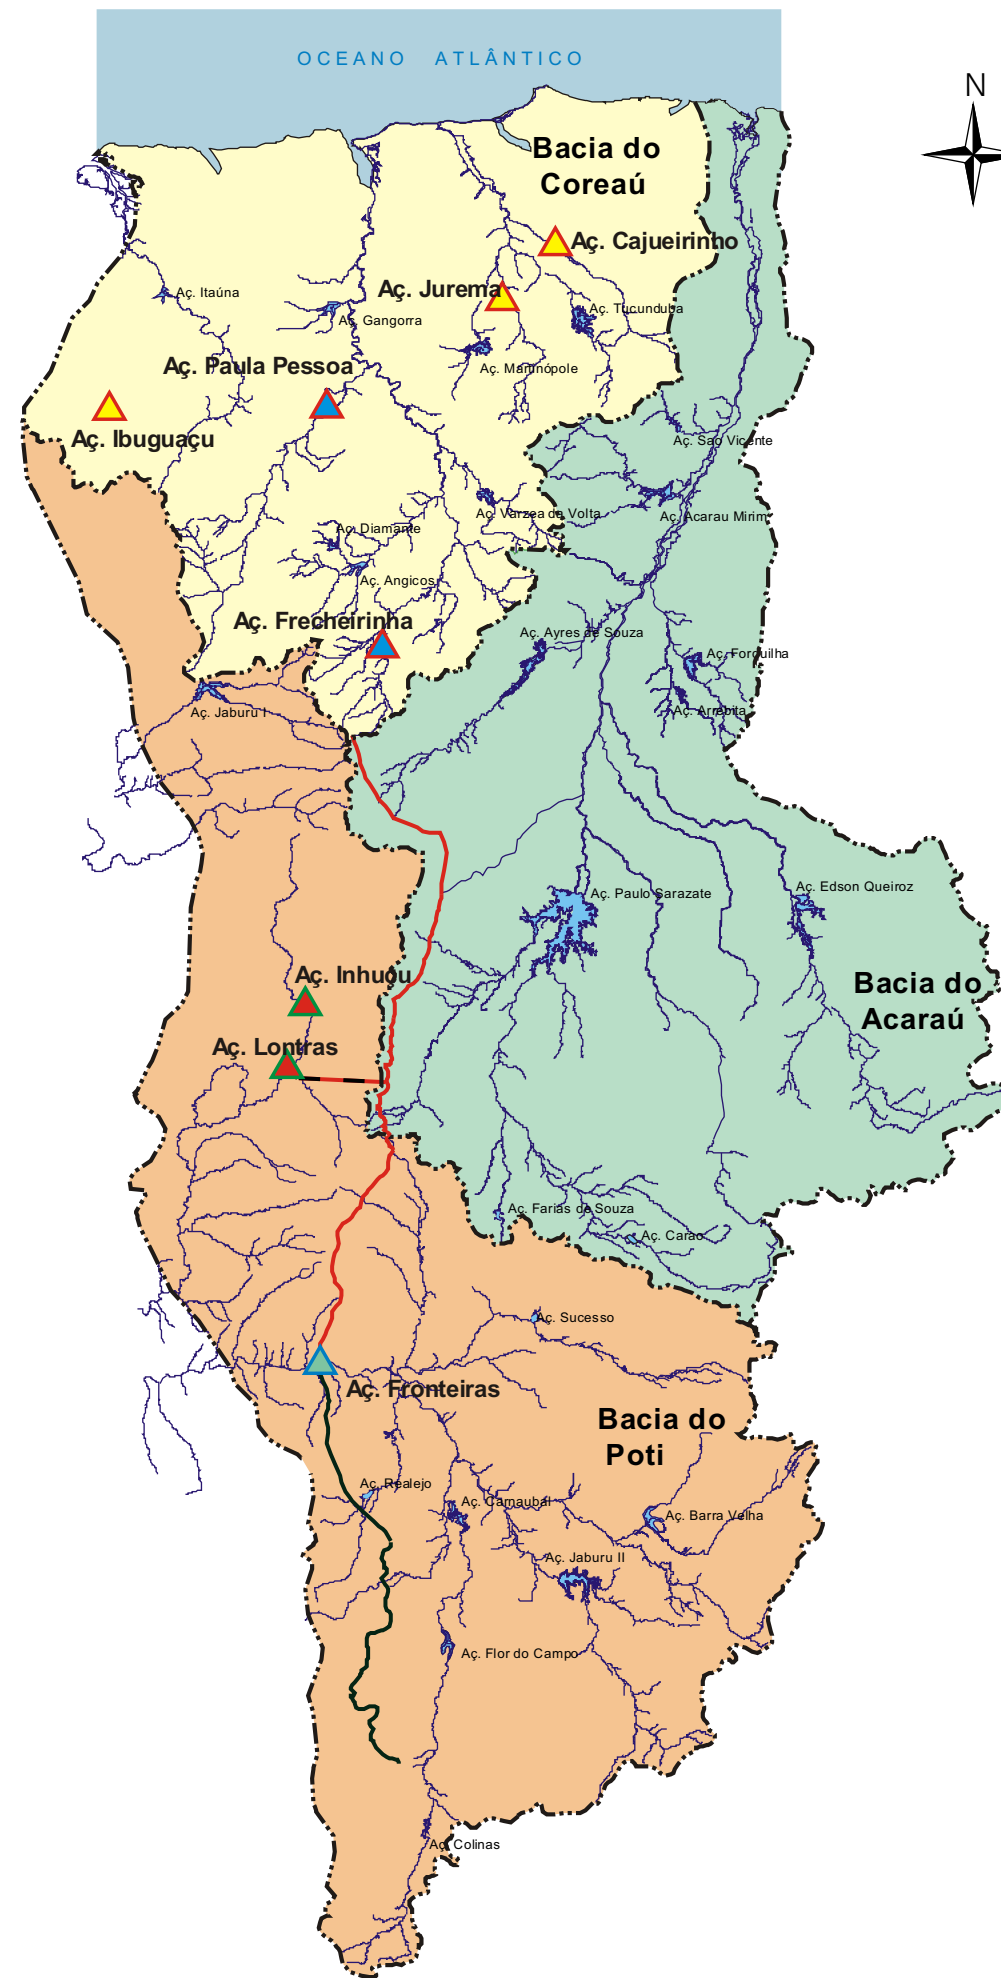 OCEANO ATLÂNTICO
N
Bacia do
Coreaú
Aç. Cajueirinho
Aç. Itaúna
Aç. Jurema
Aç. Tucunduba
Aç. Gangorra
Aç. Paula Pessoa
Aç. Martinópole
Aç. Ibuguaçu
Aç. Sao Vicente
Aç. Varzea de Volta
Aç. Acarau Mirim
Aç. Diamante
Aç. Angicos
Aç. Frecheirinha
Aç. Ayres de Souza
Aç. Forquilha
Aç. Jaburu I
Aç. Arrebita
Aç. Paulo Sarazate
Aç. Edson Queiroz
Aç. Inhuçu
Bacia do
Acaraú
Aç. Lontras
Aç. Farias de Souza
Aç. Carao
Aç. Sucesso
Aç. Fronteiras
Bacia do
Poti
Aç. Realejo
Aç. Carnaubal
Aç. Barra Velha
Aç. Jaburu II
Aç. Flor do Campo
Aç. Colinas